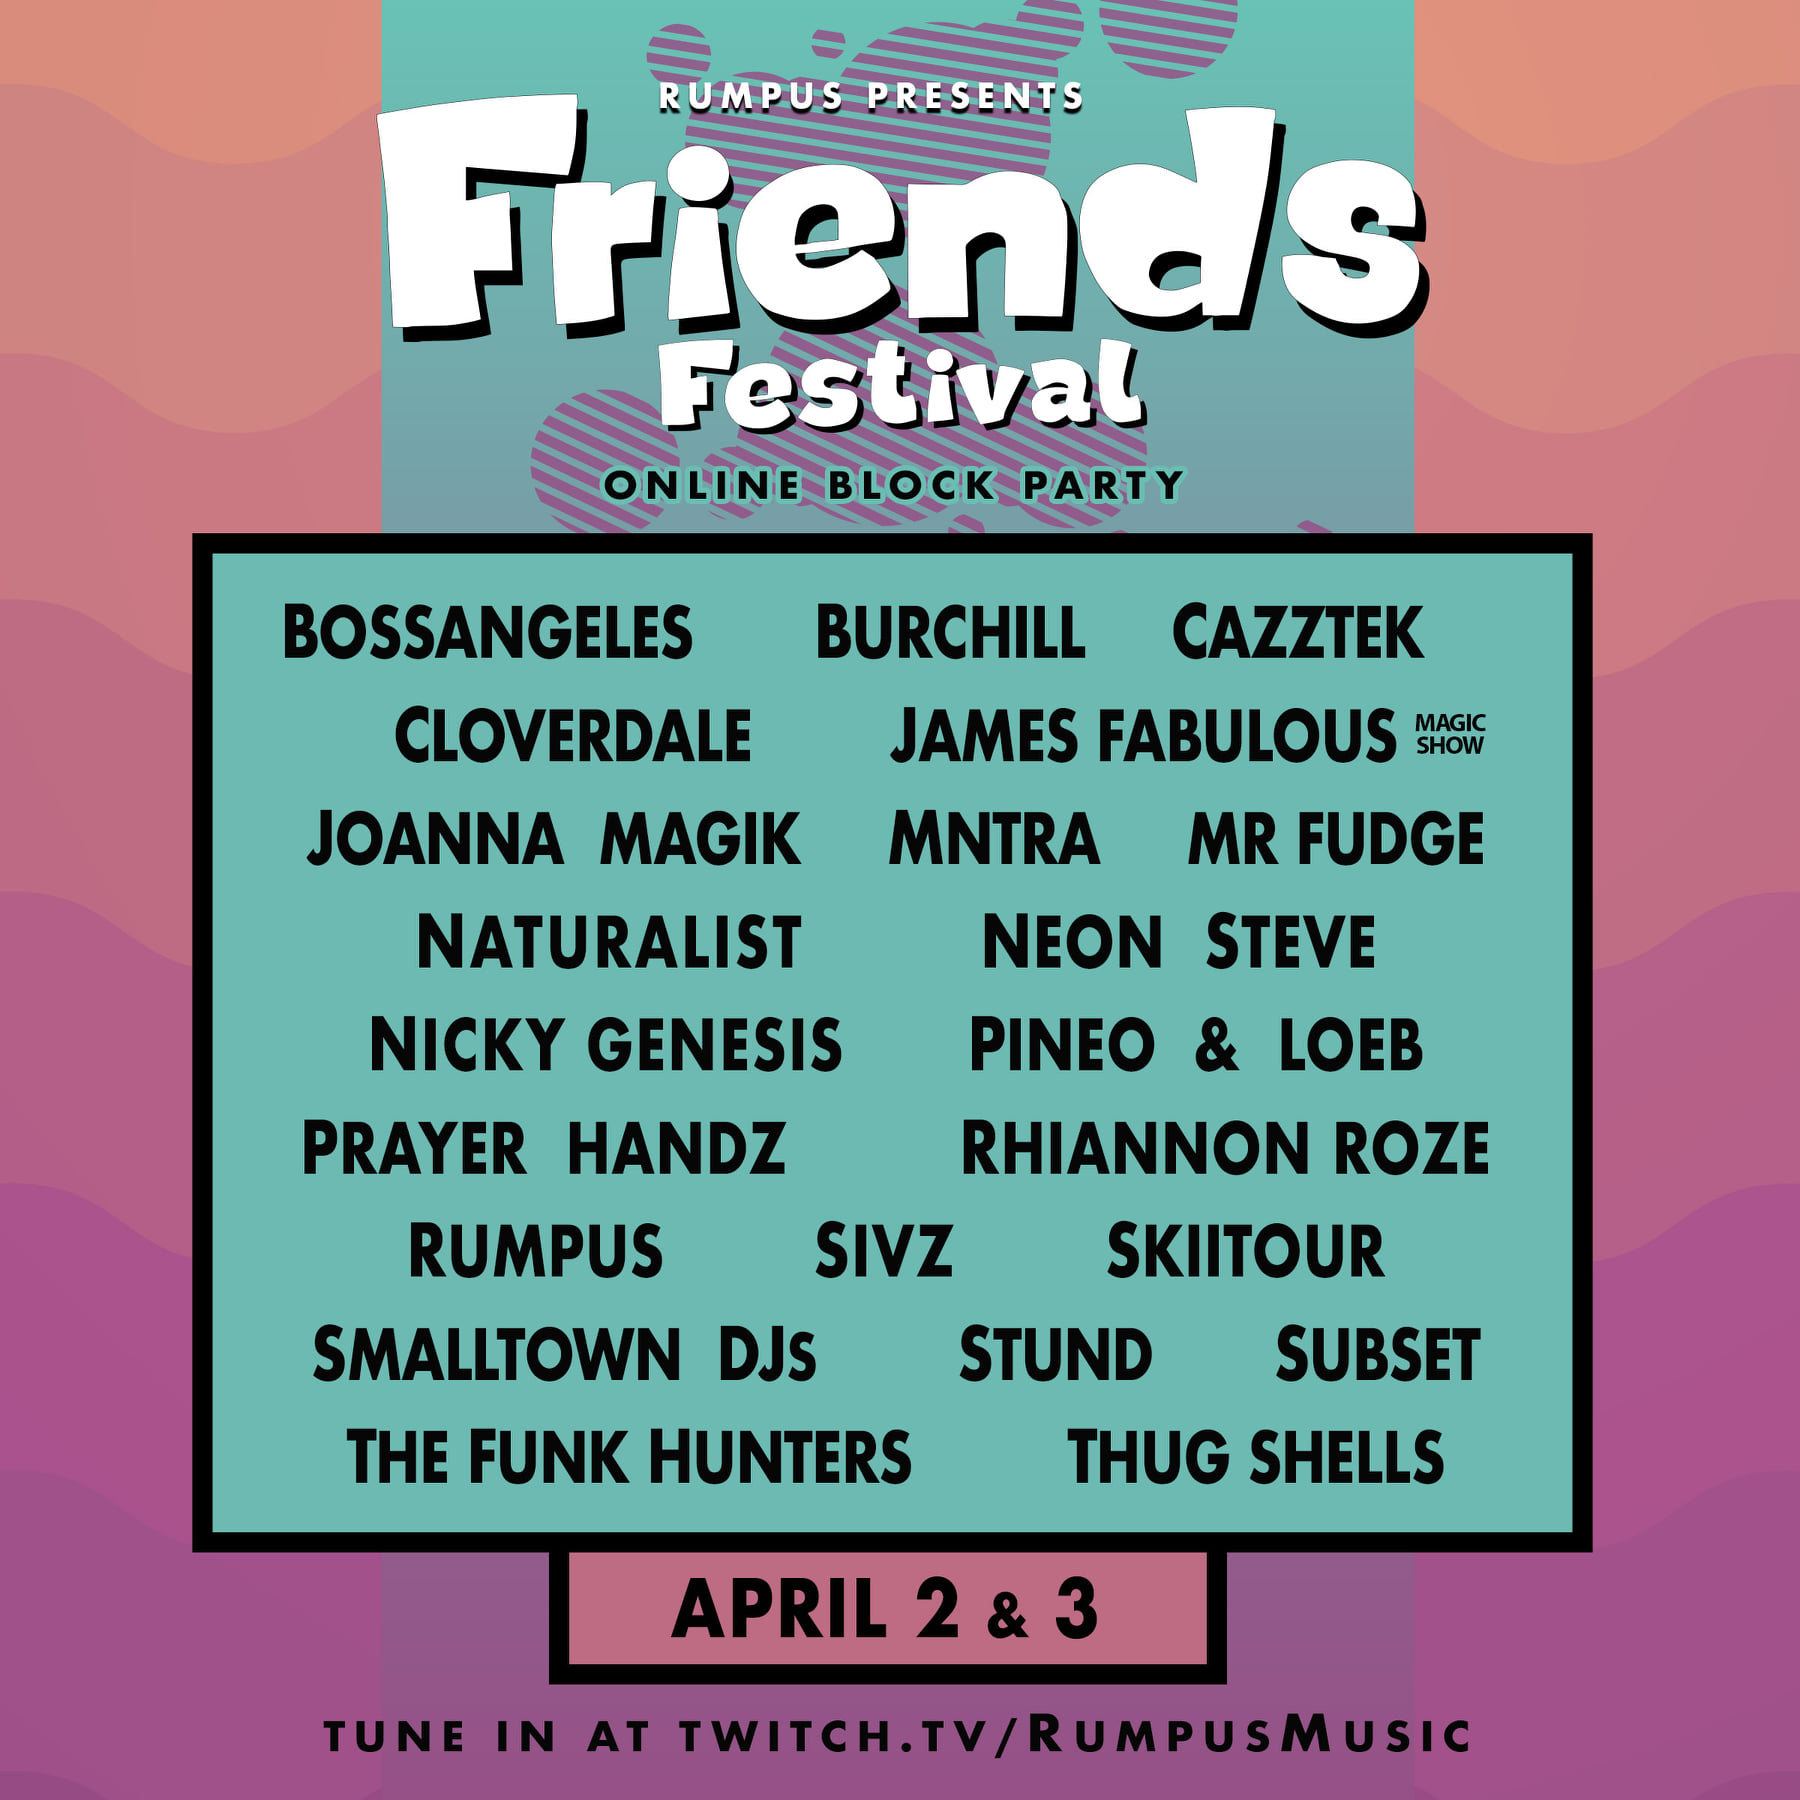 RUMPUS PRESENTS
Friends
Festival
ONLINE BLOCK PARTY
BOSSANGELES BURCHILL CAZZTEK
CLOVERDALE JAMES FABULOUS MAGIC SHOW
JOANNA MAGIK MNTRA MR FUDGE
NATURALIST NEON STEVE
NICKY GENESIS PINEO & LOEB
PRAYER HANDZ RHIANNON ROZE
RUMPUS SIVZ SKIITOUR
SMALLTOWN DJs STUND SUBSET
THE FUNK HUNTERS THUG SHELLS
APRIL 2 & 3
TUNE IN AT TWITCH.TV/RUMPUSMUSIC